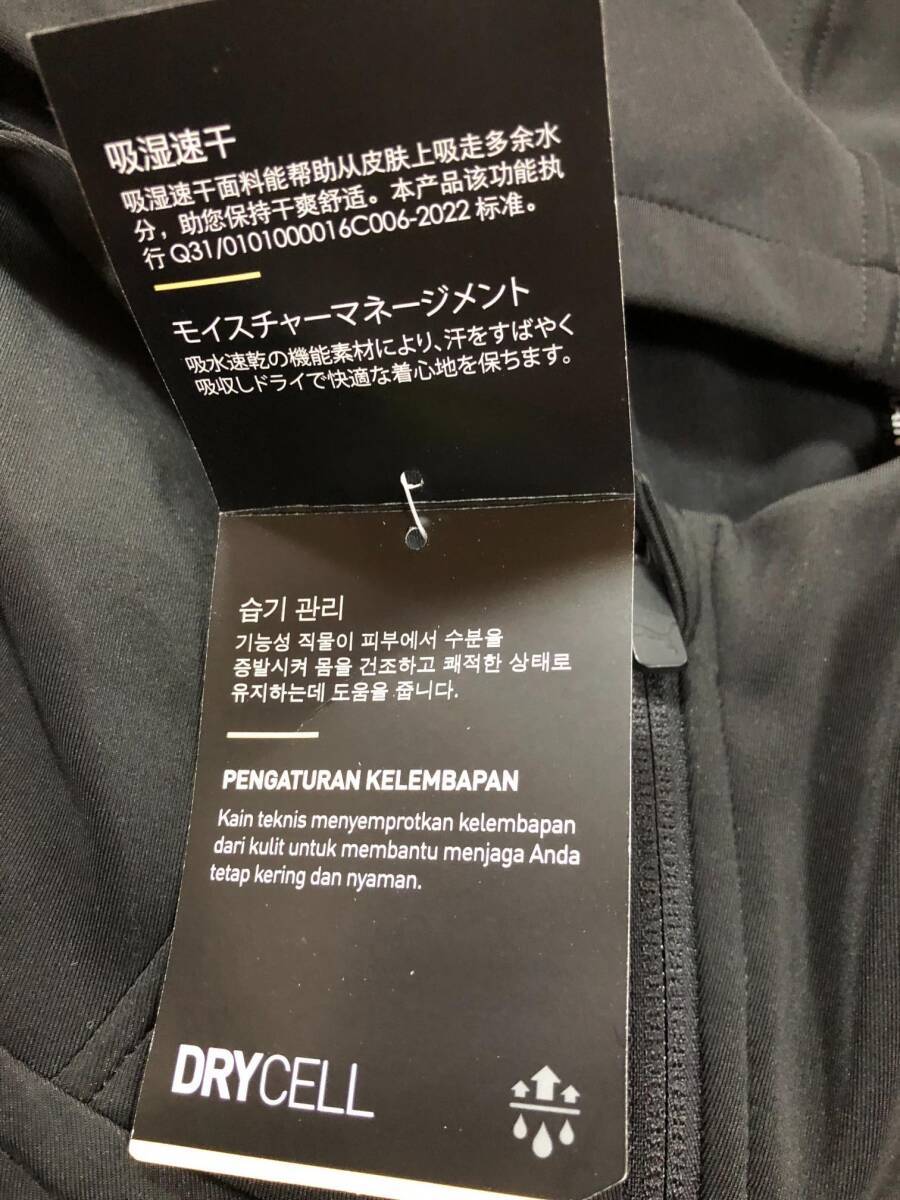 吸湿速干
吸湿速干面料能帮助从皮肤上吸走多余水
分，助您保持干爽舒适。本产品该功能执
行 Q31/0101000016C006-2022 标准。
モイスチャーマネージメント
吸水速乾の機能素材により、汗をすばやく
吸収しドライで快適な着心地を保ちます。
습기 관리
기능성 직물이 피부에서 수분을
증발시켜 몸을 건조하고 쾌적한 상태로
유지하는데 도움을 줍니다.
PENGATURAN KELEMBAPAN
Kain teknis menyemprotkan kelembapan
dari kulit untuk membantu menjaga Anda
tetap kering dan nyaman.
DRYCELL